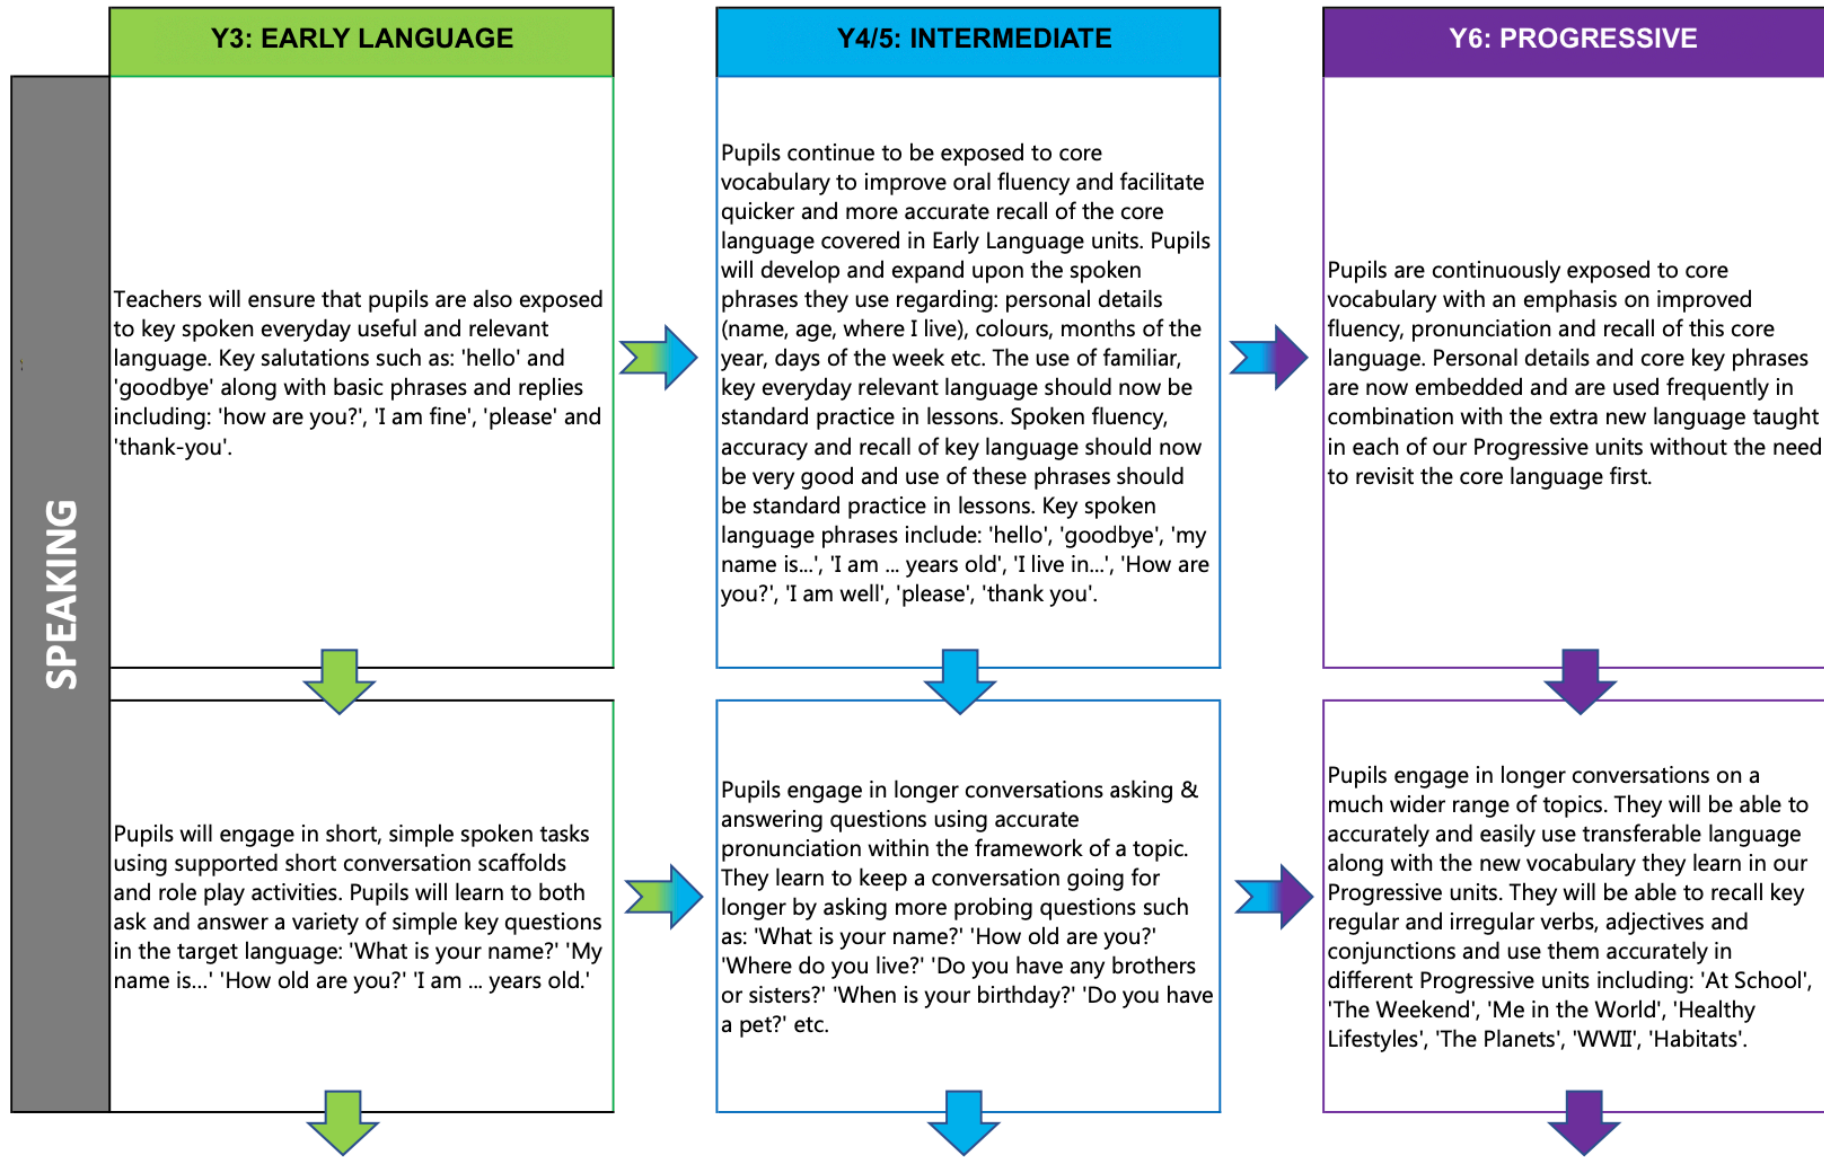 Y3: EARLY LANGUAGE
Y4/5: INTERMEDIATE
Y6: PROGRESSIVE
SPEAKING
Teachers will ensure that pupils are also exposed
to key spoken everyday useful and relevant
language. Key salutations such as: 'hello' and
'goodbye' along with basic phrases and replies
including: 'how are you?', 'I am fine', 'please' and
'thank-you'.
Pupils continue to be exposed to core
vocabulary to improve oral fluency and facilitate
quicker and more accurate recall of the core
language covered in Early Language units. Pupils
will develop and expand upon the spoken
phrases they use regarding: personal details
(name, age, where I live), colours, months of the
year, days of the week etc. The use of familiar,
key everyday relevant language should now be
standard practice in lessons. Spoken fluency,
accuracy and recall of key language should now
be very good and use of these phrases should
be standard practice in lessons. Key spoken
language phrases include: 'hello', 'goodbye', 'my
name is...', 'I am ... years old', 'I live in...', 'How are
you?', 'I am well', 'please', 'thank you'.
Pupils are continuously exposed to core
vocabulary with an emphasis on improved
fluency, pronunciation and recall of this core
language. Personal details and core key phrases
are now embedded and are used frequently in
combination with the extra new language taught
in each of our Progressive units without the need
to revisit the core language first.
Pupils will engage in short, simple spoken tasks
using supported short conversation scaffolds
and role play activities. Pupils will learn to both
ask and answer a variety of simple key questions
in the target language: 'What is your name?' 'My
name is...' 'How old are you?' 'I am ... years old.'
Pupils engage in longer conversations asking &
answering questions using accurate
pronunciation within the framework of a topic.
They learn to keep a conversation going for
longer by asking more probing questions such
as: 'What is your name?' 'How old are you?'
'Where do you live?' 'Do you have any brothers
or sisters?' 'When is your birthday?' 'Do you have
a pet?' etc.
Pupils engage in longer conversations on a
much wider range of topics. They will be able to
accurately and easily use transferable language
along with the new vocabulary they learn in our
Progressive units. They will be able to recall key
regular and irregular verbs, adjectives and
conjunctions and use them accurately in
different Progressive units including: 'At School',
'The Weekend', 'Me in the World', 'Healthy
Lifestyles', 'The Planets', 'WWII', 'Habitats'.